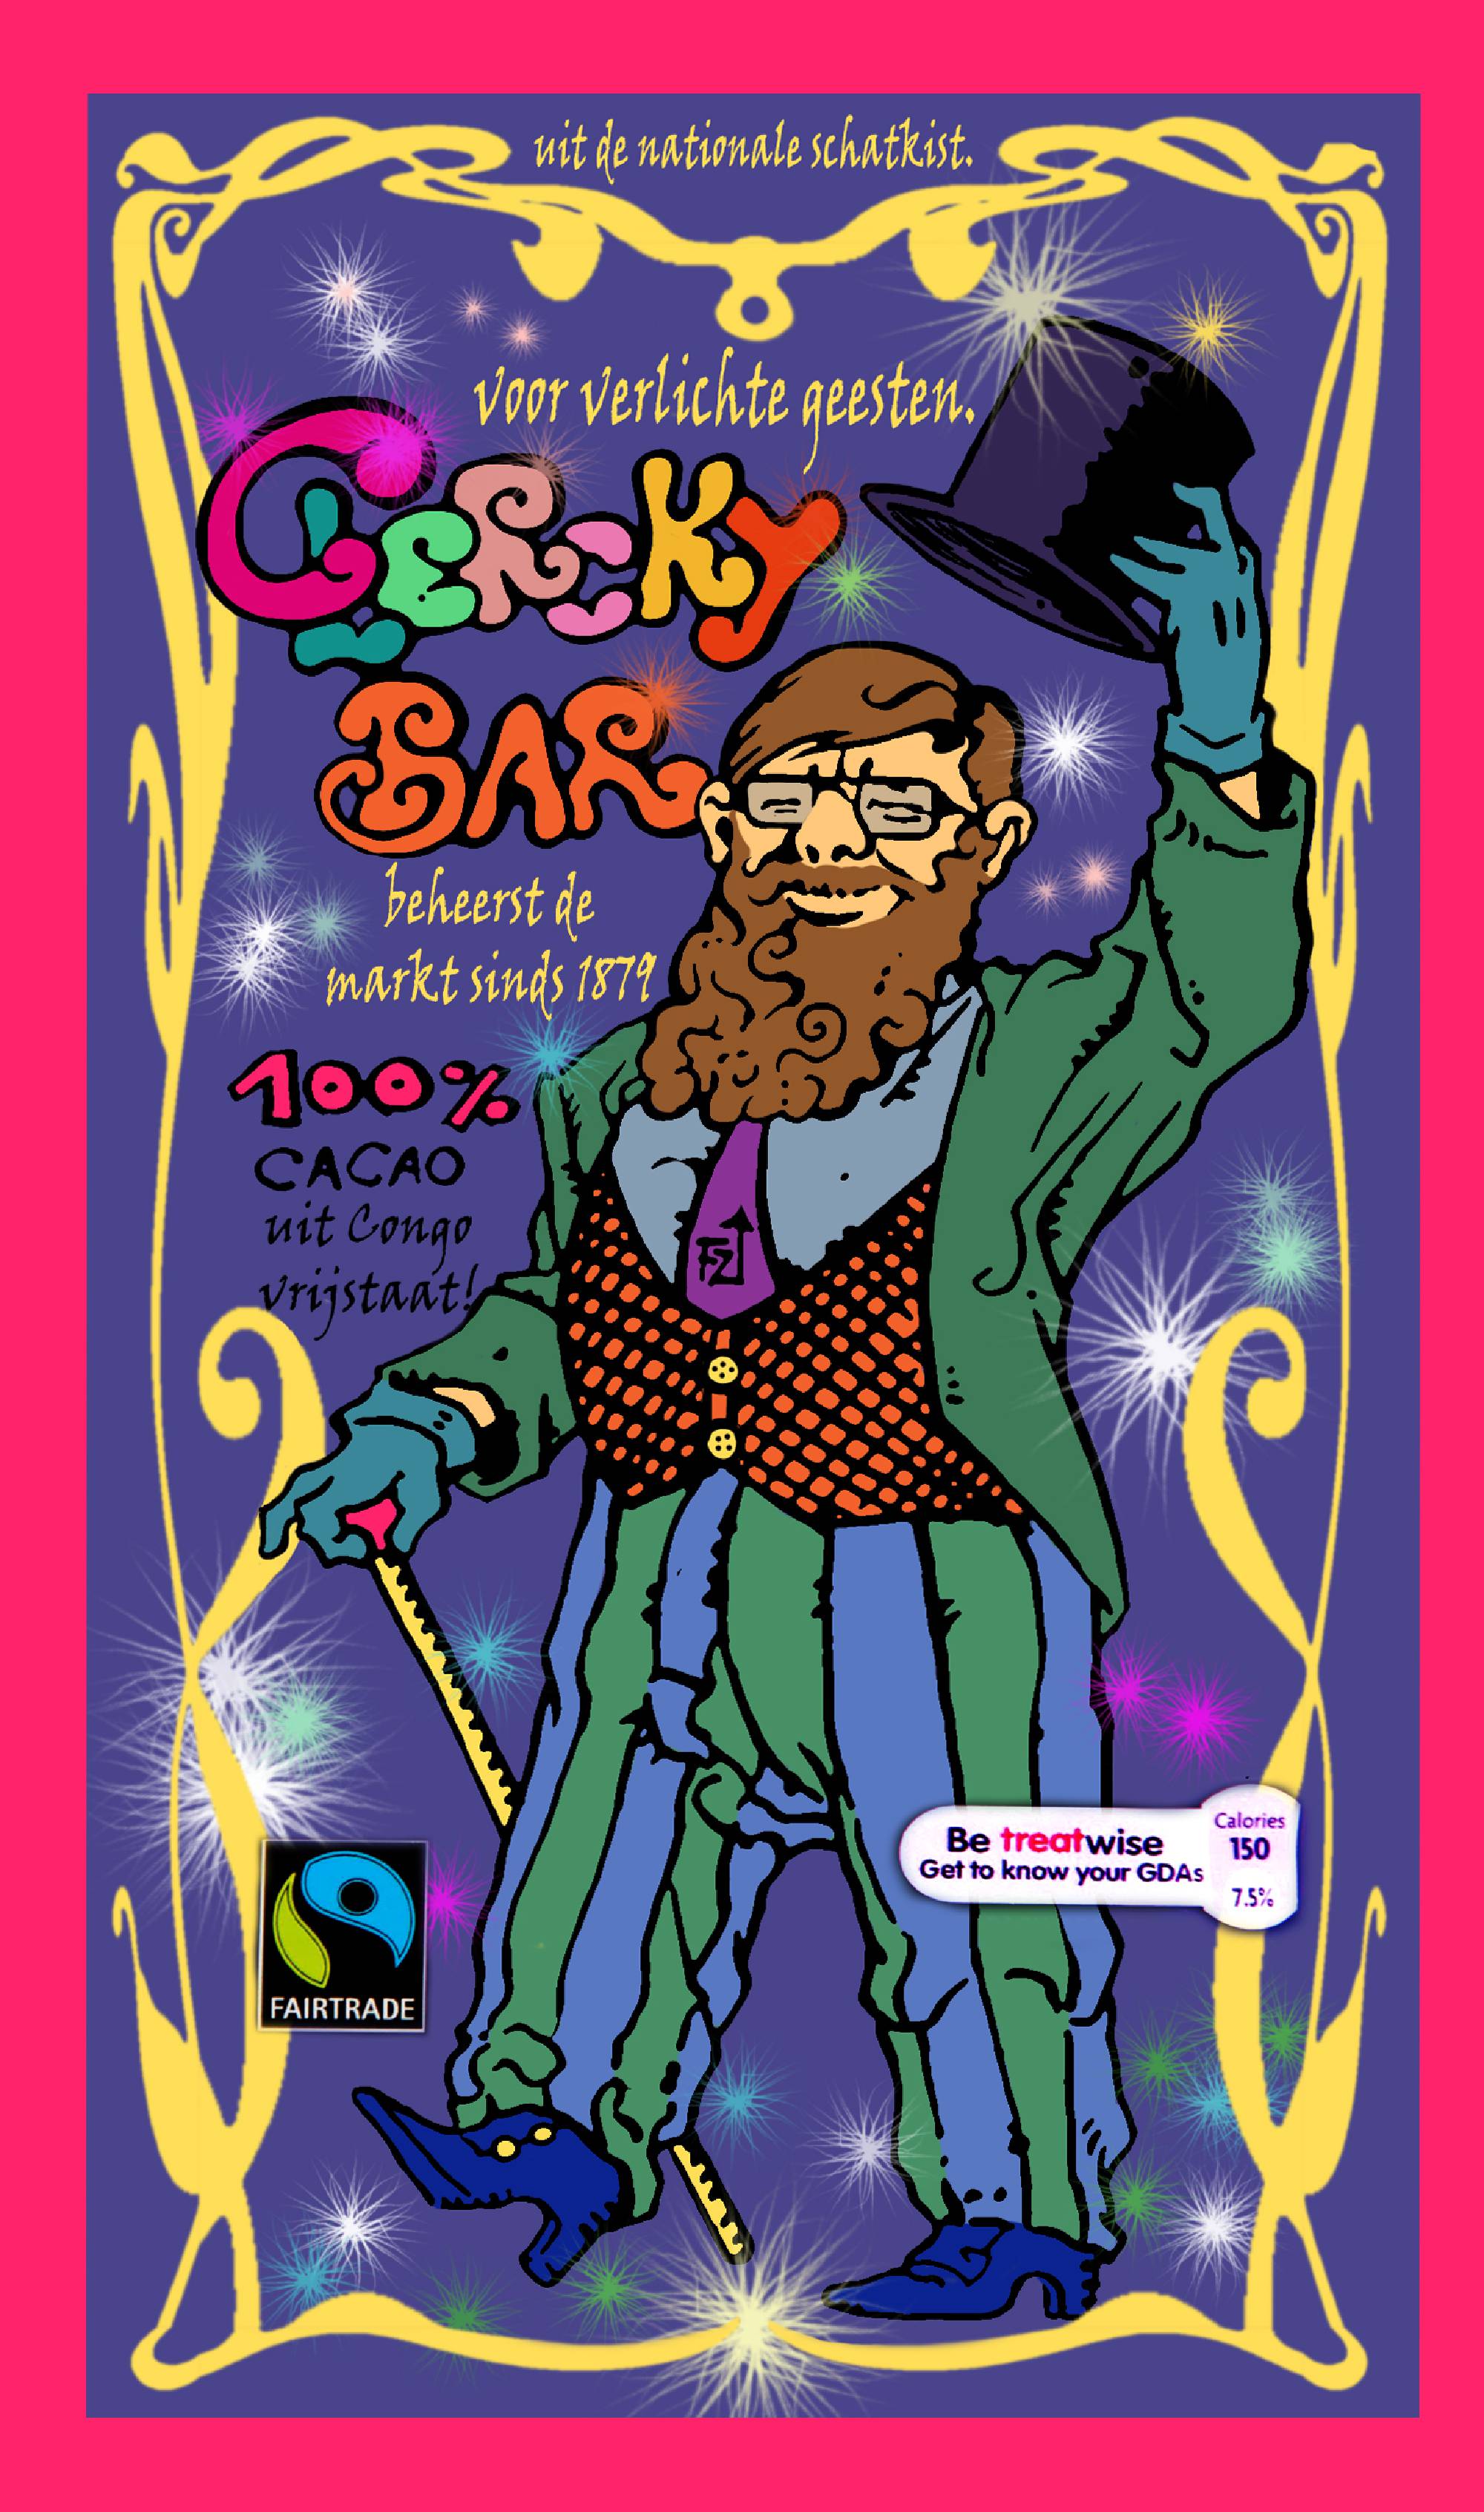 uit de nationale schatkist.
voor verlichte geesten.
CLERCKY
BAR
beheerst de
markt sinds 1879
100%
CACAO
uit Congo
vrijstaat!
FZ
Be treatwise
Get to know your GDAs
Calories
150
7.5%
FAIRTRADE